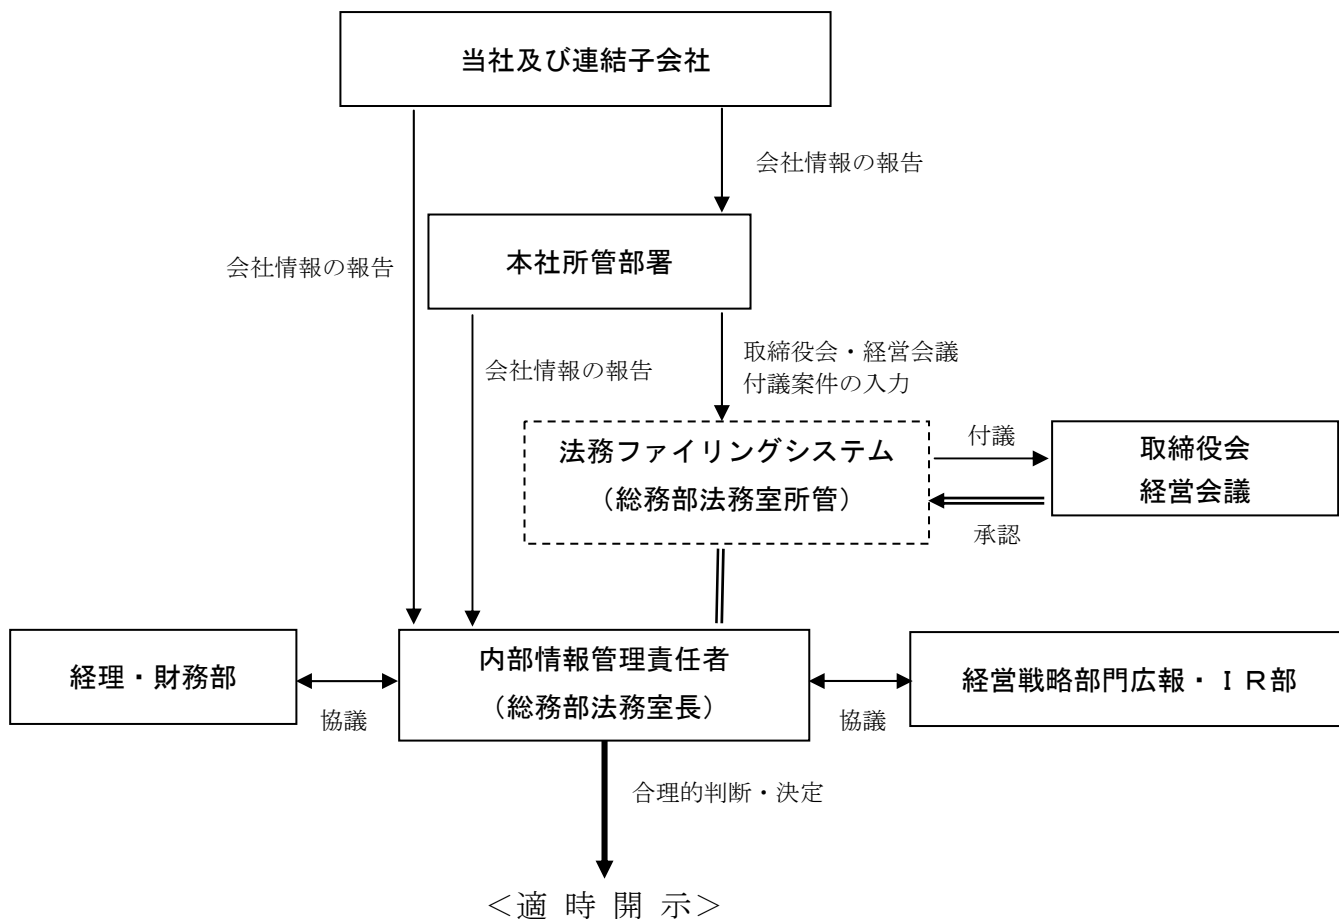 当社及び連結子会社
会社情報の報告
会社情報の報告
本社所管部署
会社情報の報告
取締役会・経営会議
付議案件の入力
法務ファイリングシステム
(総務部法務室所管)
付議
承認
取締役会
経営会議
経理・財務部
協議
内部情報管理責任者
(総務部法務室長)
協議
経営戦略部門広報・ＩＲ部
合理的判断・決定
＜適 時 開 示＞